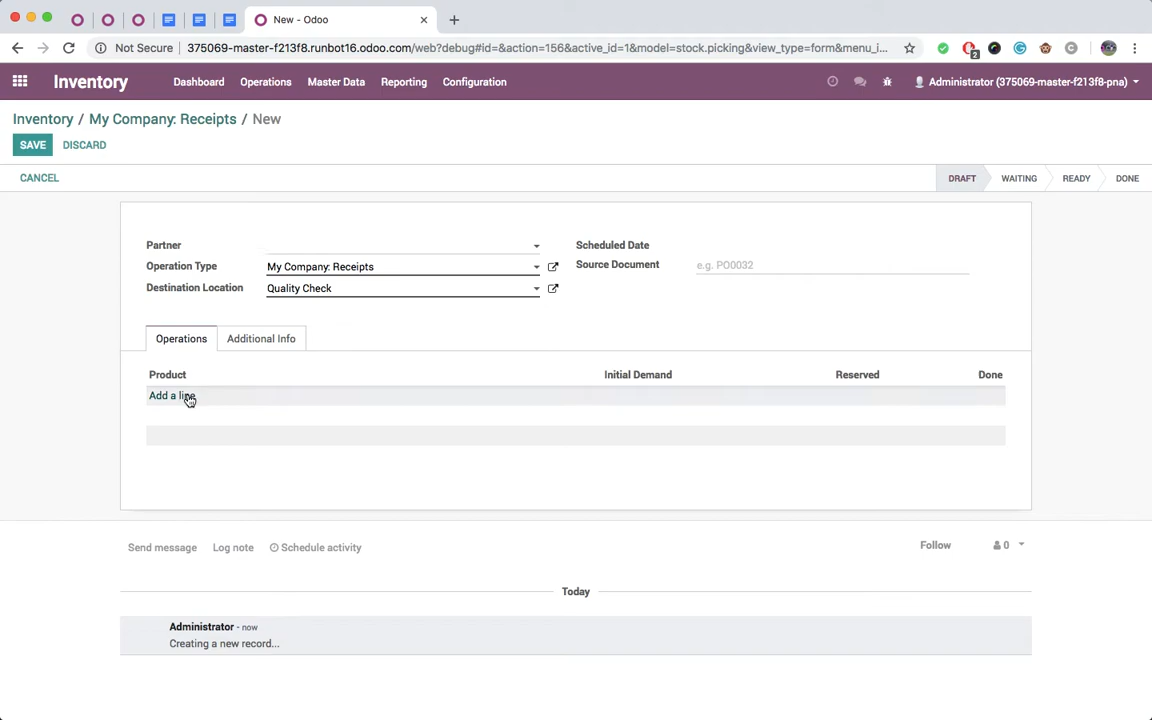 New - Odoo
Not Secure 375069-master-f213f8.runbot16.odoo.com/web?debug#id=&action=156&active_id=1&model=stock.picking&view_type=form&menu_i...
2
Inventory Dashboard Operations Master Data Reporting Configuration Administrator (375069-master-f213f8-pna)
Inventory / My Company: Receipts / New
SAVE DISCARD
CANCEL DRAFT WAITING READY DONE
Partner Scheduled Date
Operation Type My Company: Receipts Source Document e.g. PO0032
Destination Location Quality Check
Operations Additional Info
Product Initial Demand Reserved Done
Add a line
Send message Log note Schedule activity Follow 0
Today
Administrator - now
Creating a new record...